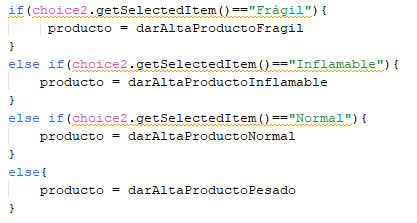 if(choice2.getSelectedItem()=="Frágil"){
producto = darAltaProductoFragil
}
else if(choice2.getSelectedItem()=="Inflamable"){
producto = darAltaProductoInflamable
}
else if(choice2.getSelectedItem()=="Normal"){
producto = darAltaProductoNormal
}
else{
producto = darAltaProductoPesado
}